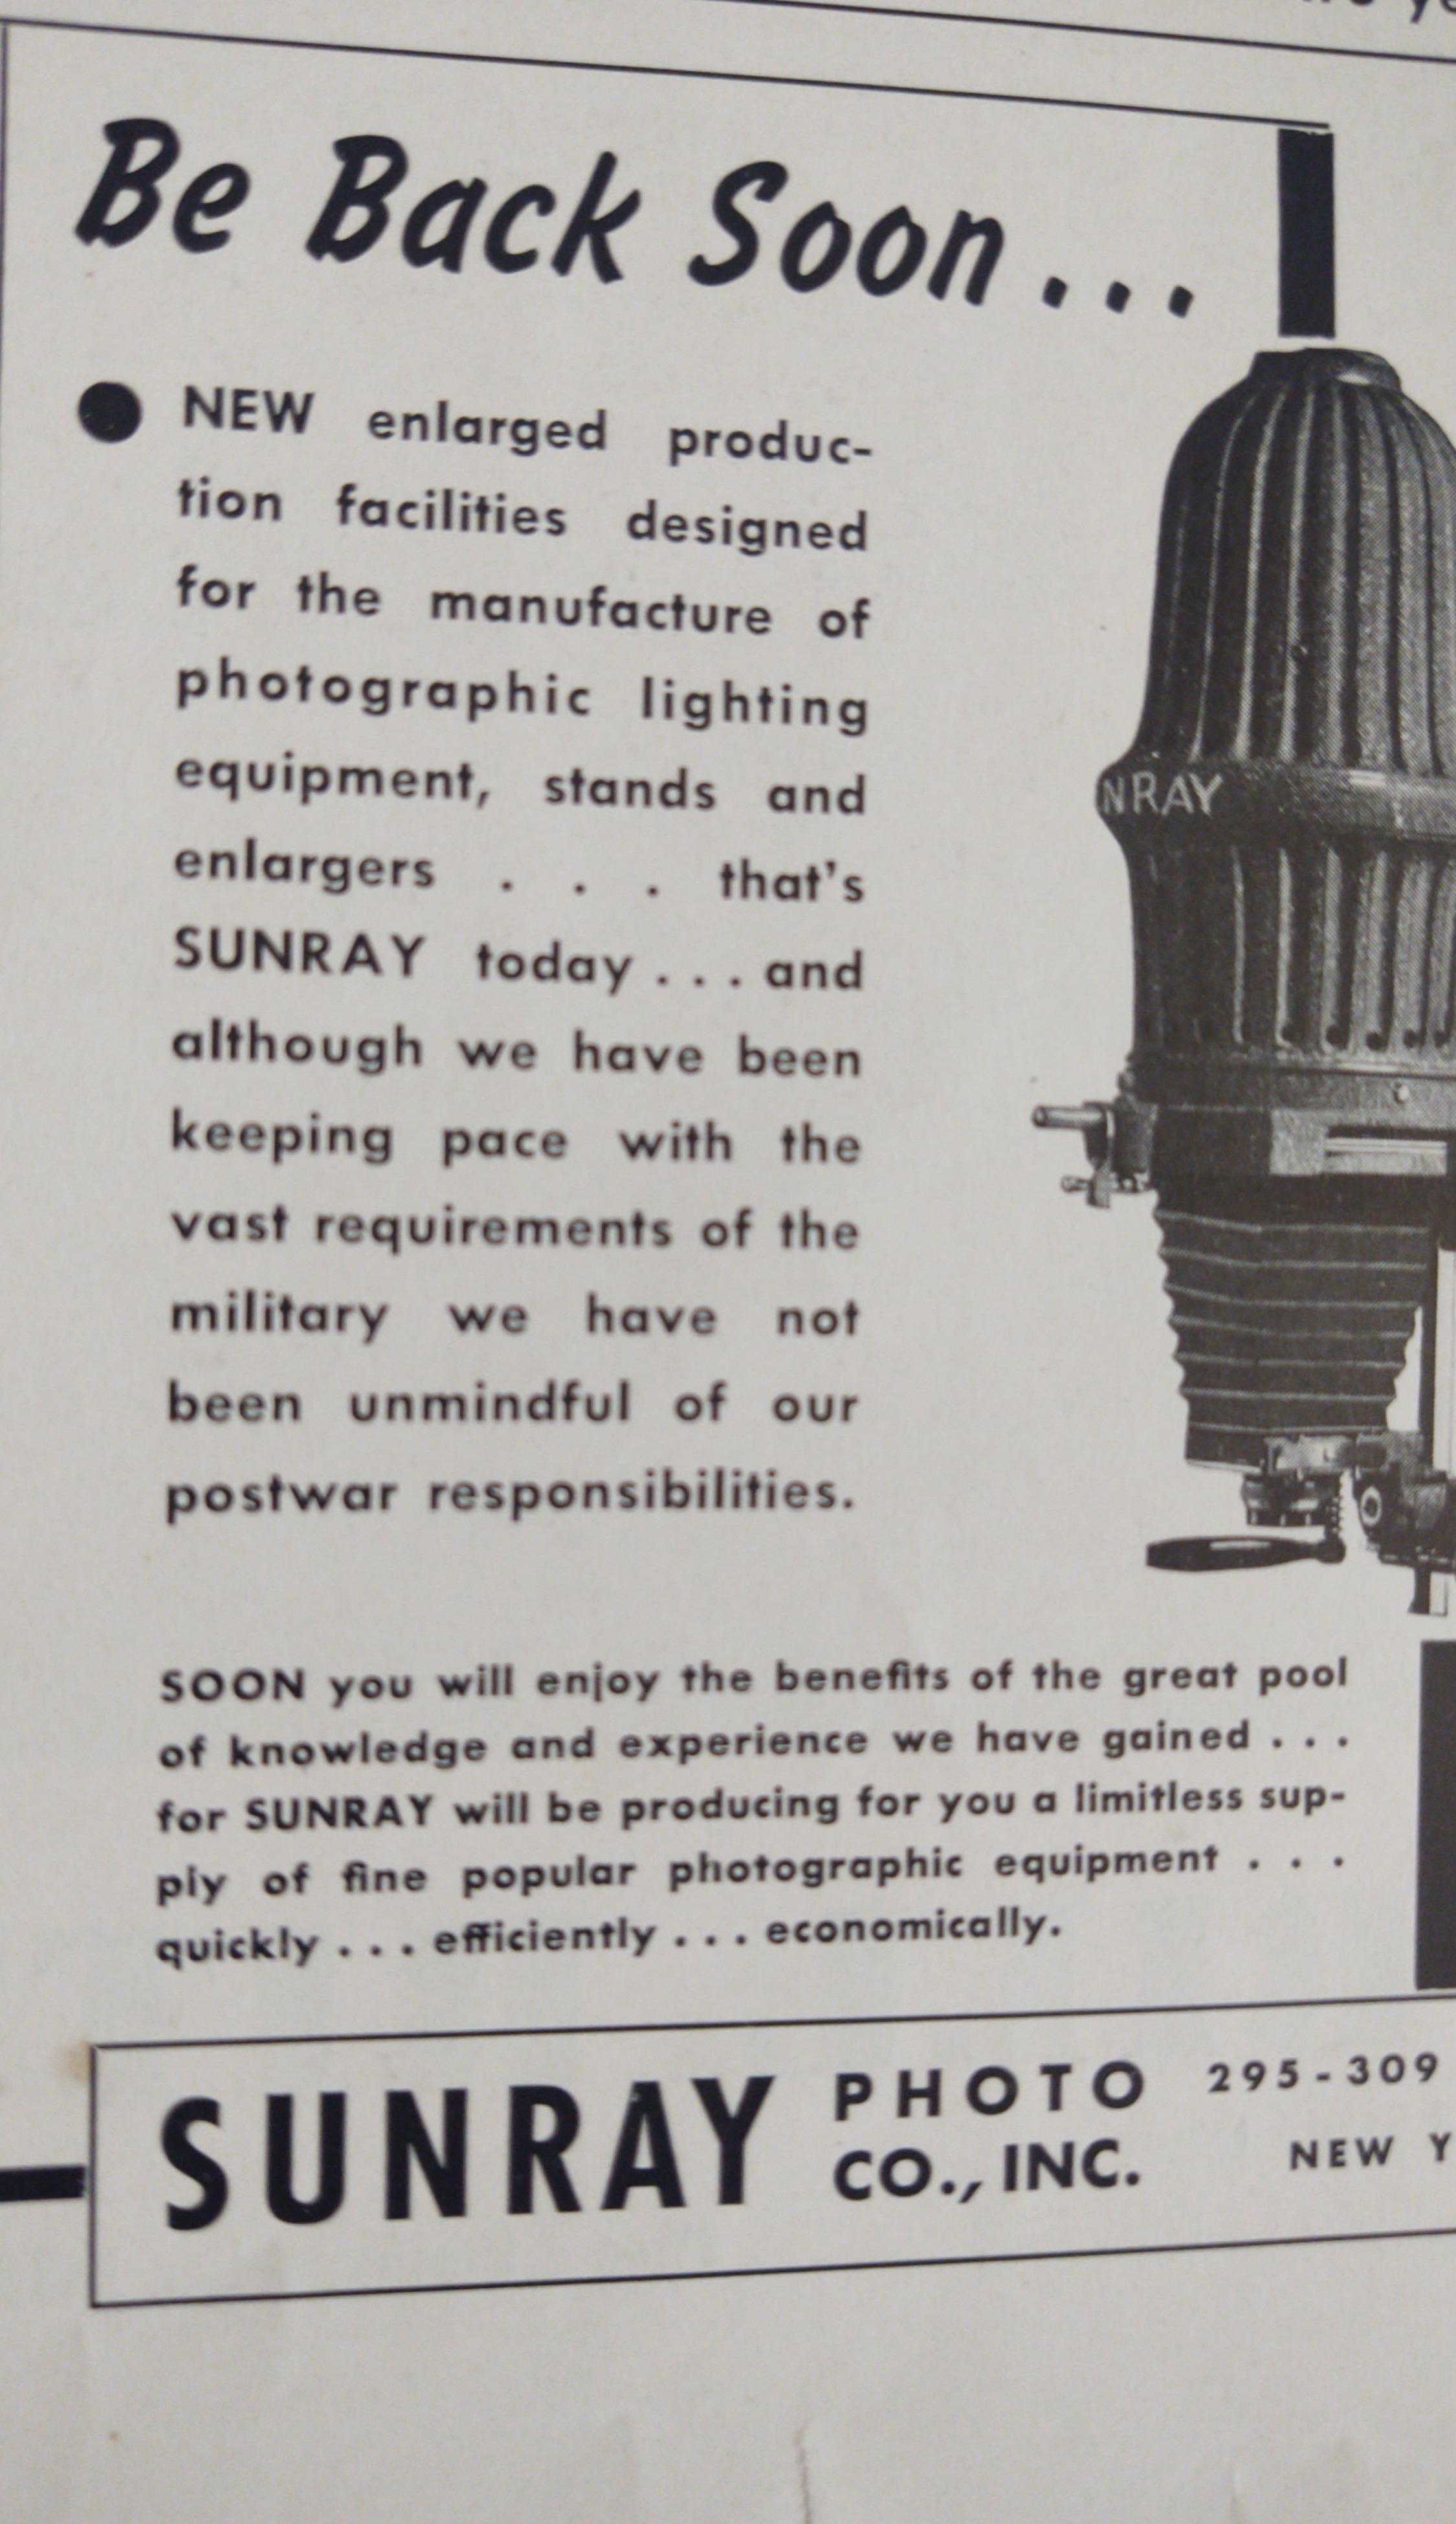 Be Back Soon . . .
● NEW enlarged produc-
tion facilities designed
for the manufacture of
photographic lighting
equipment, stands and
enlargers . . . that's
SUNRAY today . . . and
although we have been
keeping pace with the
vast requirements of the
military we have not
been unmindful of our
postwar responsibilities.
NRAY
SOON you will enjoy the benefits of the great pool
of knowledge and experience we have gained . . .
for SUNRAY will be producing for you a limitless sup-
ply of fine popular photographic equipment . . .
quickly . . . efficiently . . . economically.
SUNRAY PHOTO CO., INC.
295-309
NEW Y